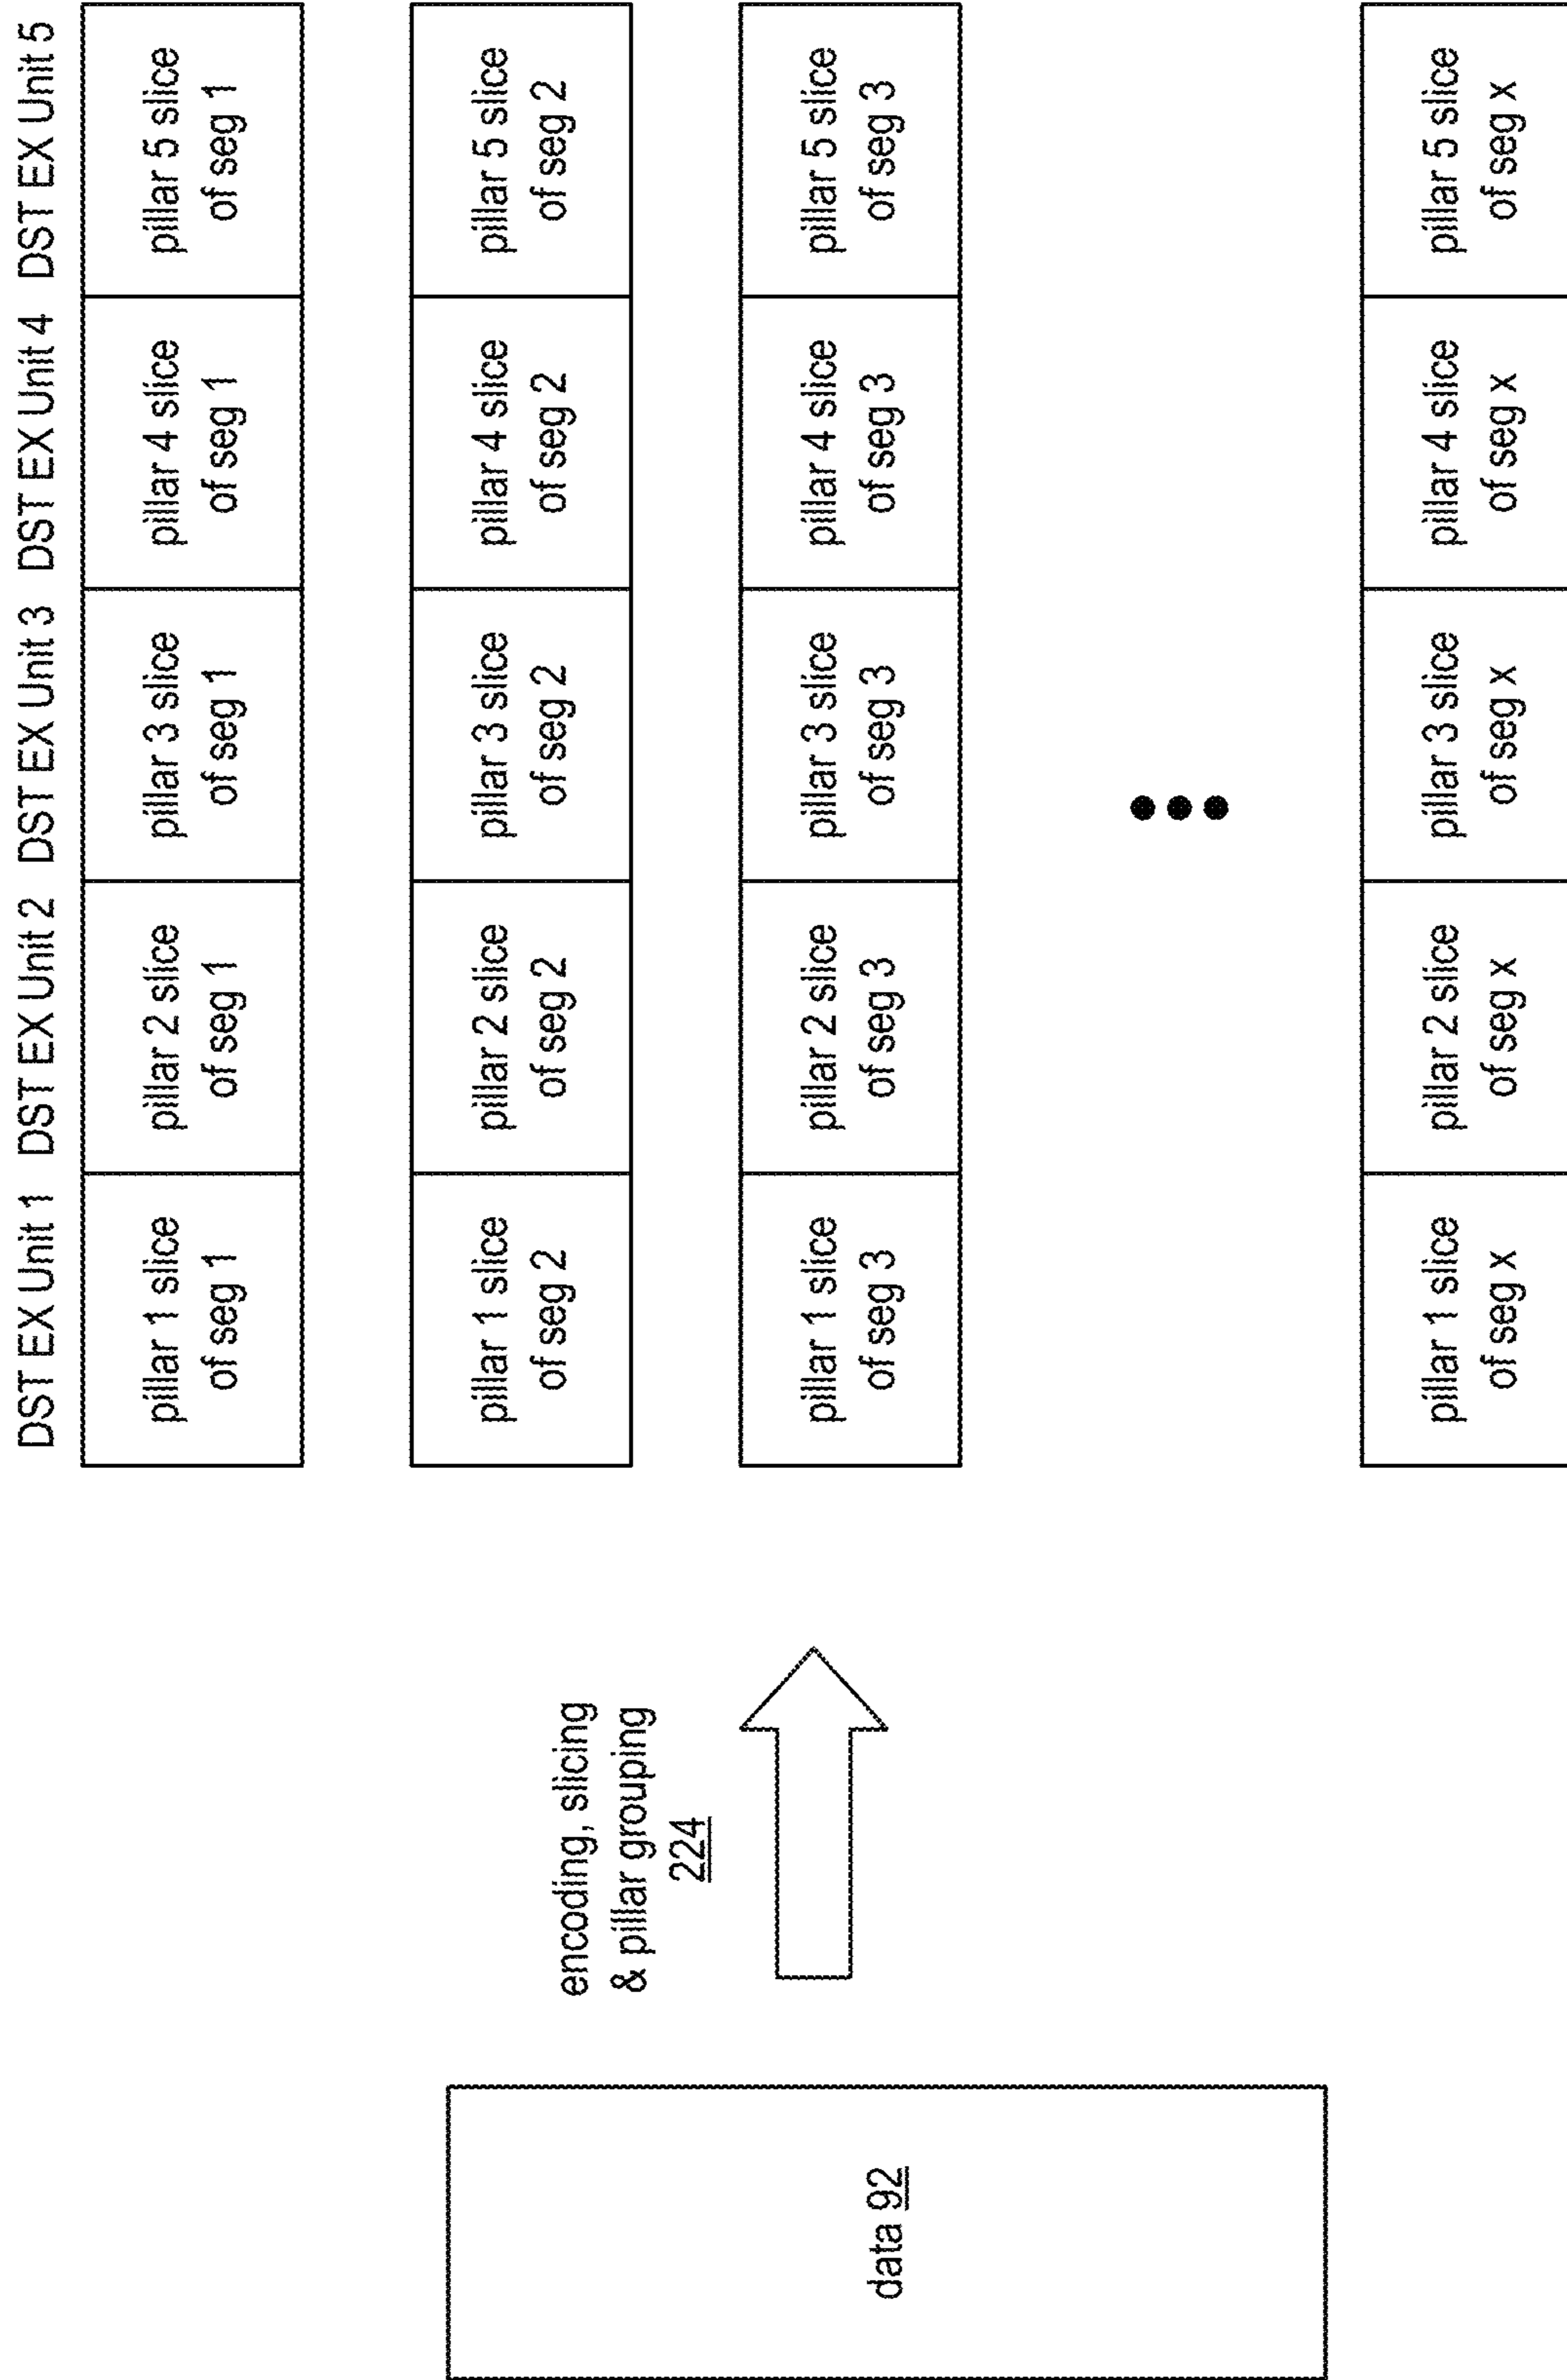 data 92
encoding, slicing
& pillar grouping
224
DST EX Unit 1 DST EX Unit 2 DST EX Unit 3 DST EX Unit 4 DST EX Unit 5
pillar 1 slice
of seg 1
pillar 2 slice
of seg 1
pillar 3 slice
of seg 1
pillar 4 slice
of seg 1
pillar 5 slice
of seg 1
pillar 1 slice
of seg 2
pillar 2 slice
of seg 2
pillar 3 slice
of seg 2
pillar 4 slice
of seg 2
pillar 5 slice
of seg 2
pillar 1 slice
of seg 3
pillar 2 slice
of seg 3
pillar 3 slice
of seg 3
pillar 4 slice
of seg 3
pillar 5 slice
of seg 3
pillar 1 slice
of seg x
pillar 2 slice
of seg x
pillar 3 slice
of seg x
pillar 4 slice
of seg x
pillar 5 slice
of seg x